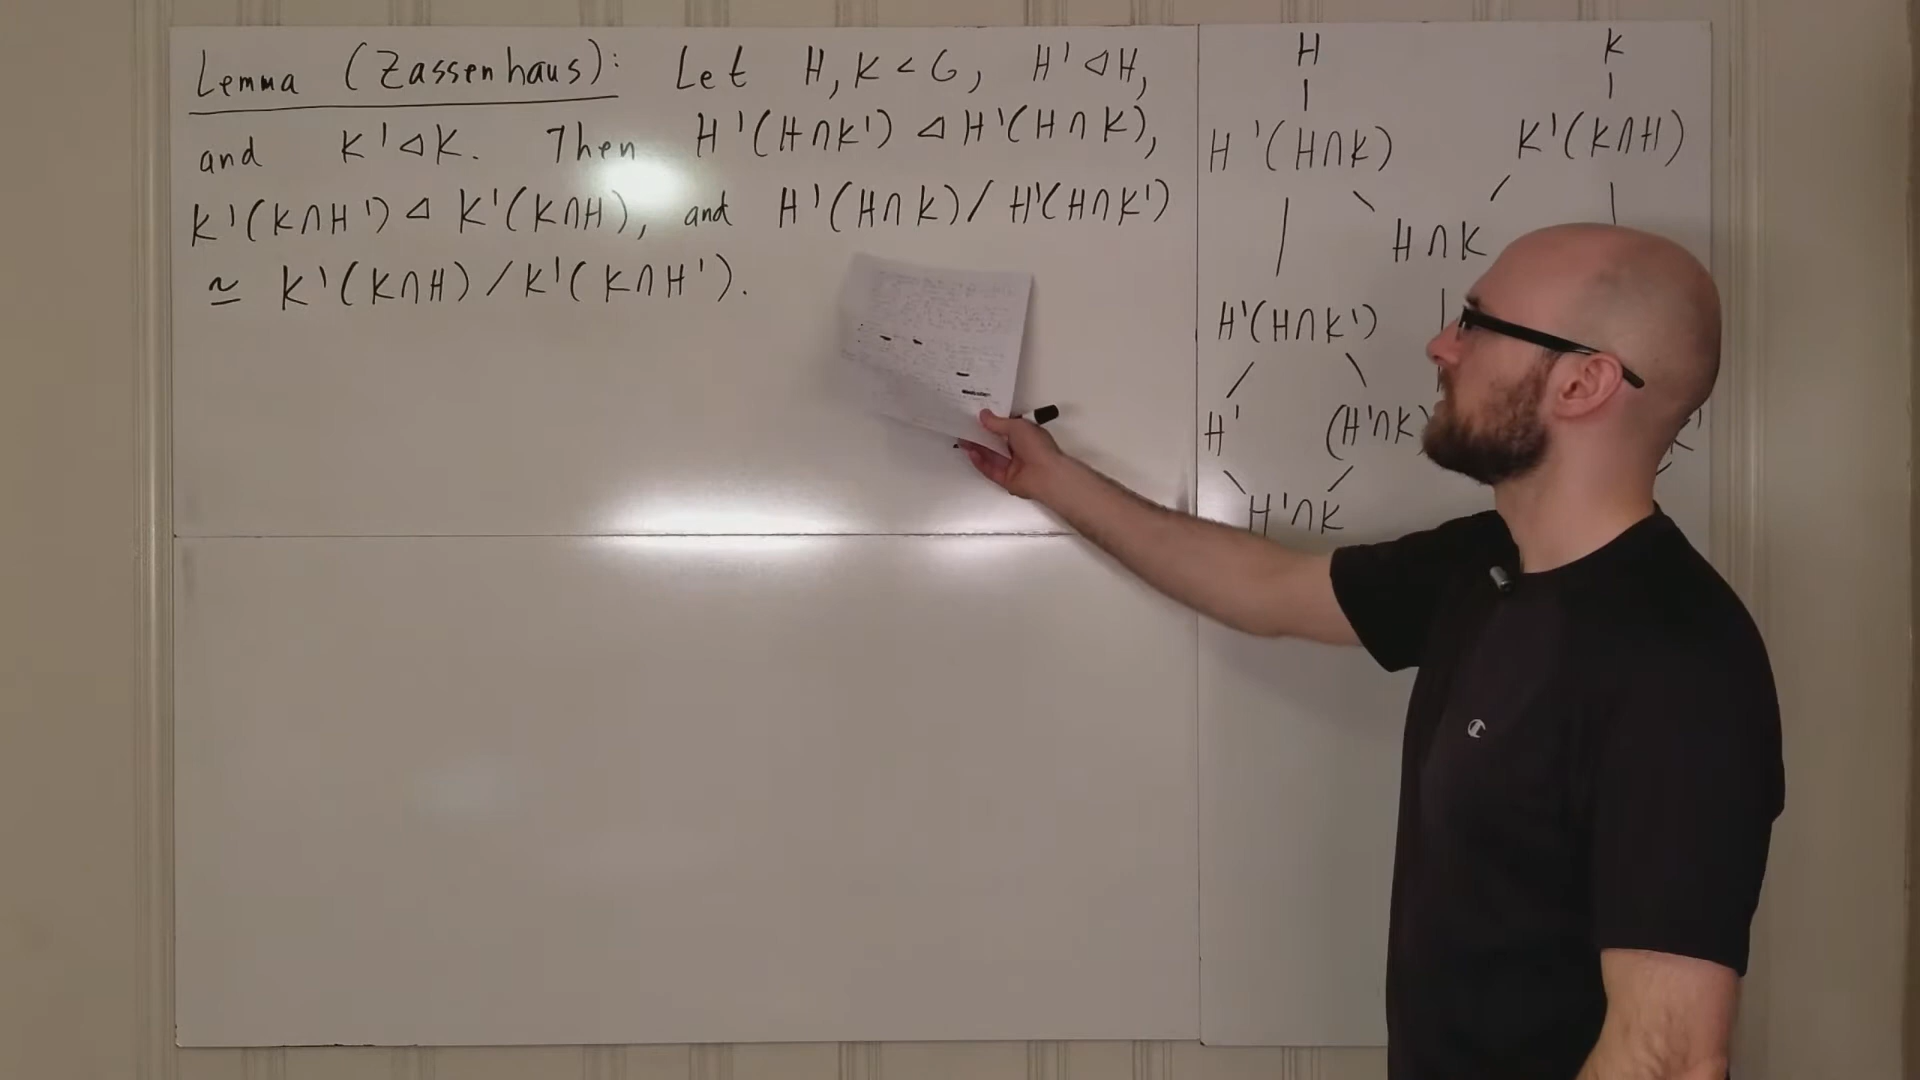 Lemma (Zassenhaus): Let H, K < G, H' ⊲ H,
and K' ⊲ K. Then H'(H∩K') ⊲ H'(H∩K),
K'(K∩H') ⊲ K'(K∩H), and H'(H∩K)/H'(H∩K')
≃ K'(K∩H)/K'(K∩H').
H K
H'(H∩K) K'(K∩H)
H∩K
H'(H∩K')
H' (H'∩K)
H'∩K